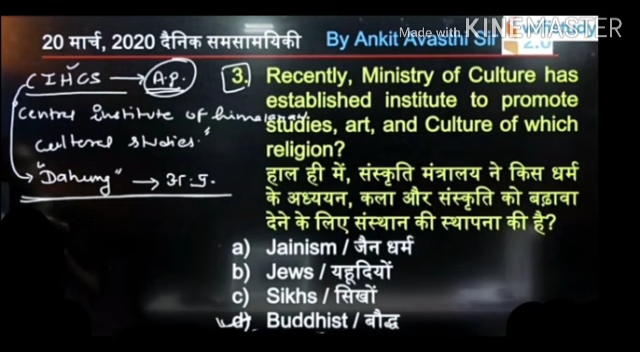 Made with KINEMASTER
20 मार्च, 2020 दैनिक समसामयिकी By Ankit Avasthi Sir
2.0
CIHCS → A.P.
Central institute of himalayan
cultural studies.
"Dahung" → अ. प्र.
3. Recently, Ministry of Culture has
established institute to promote
studies, art, and Culture of which
religion?
हाल ही में, संस्कृति मंत्रालय ने किस धर्म
के अध्ययन, कला और संस्कृति को बढ़ावा
देने के लिए संस्थान की स्थापना की है?
a) Jainism / जैन धर्म
b) Jews / यहूदियों
c) Sikhs / सिखों
d) Buddhist / बौद्ध